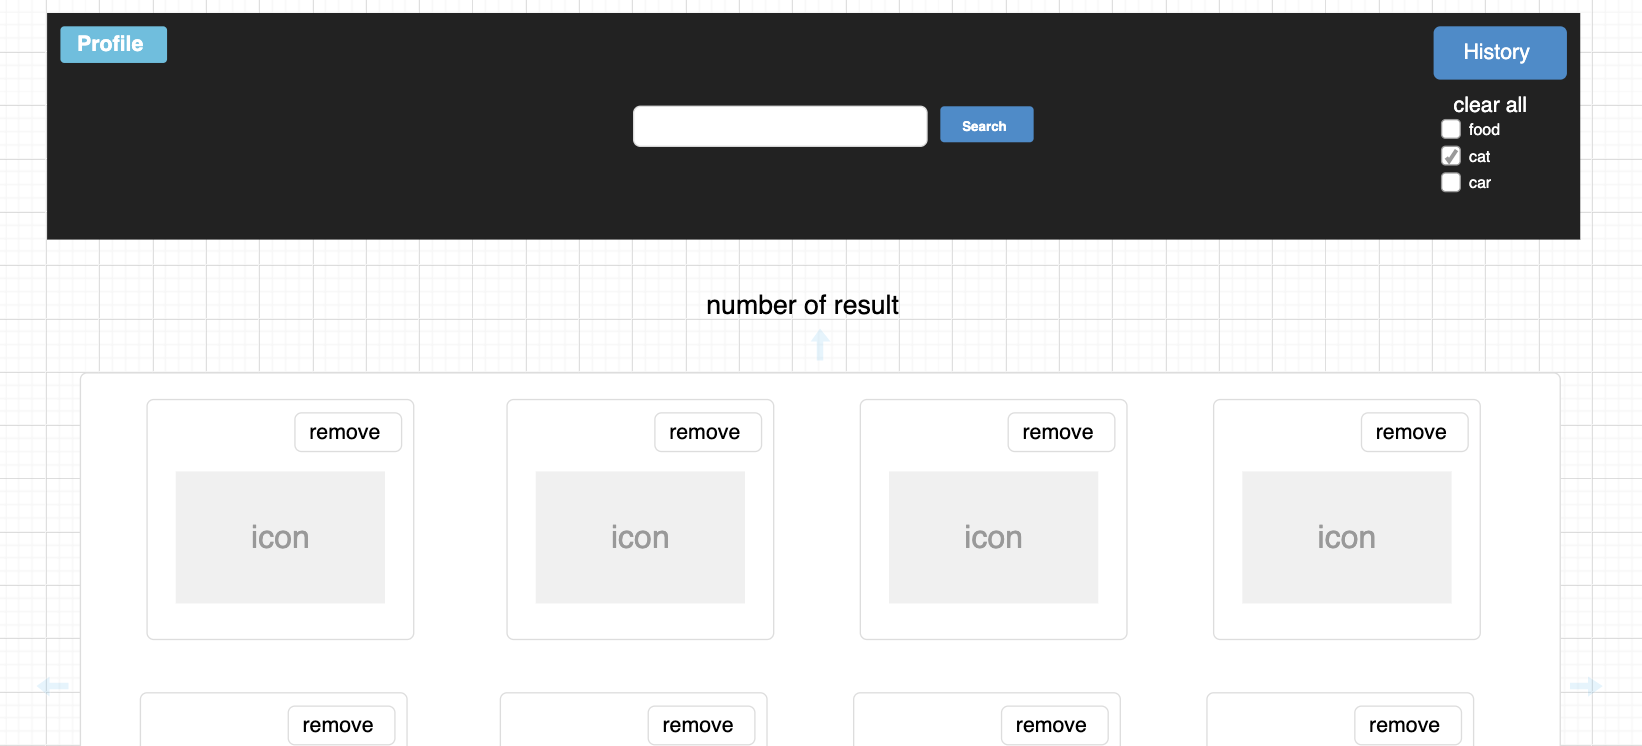 Profile
History
Search
clear all
food
cat
car
number of result
remove remove remove remove
icon icon icon icon
remove remove remove remove